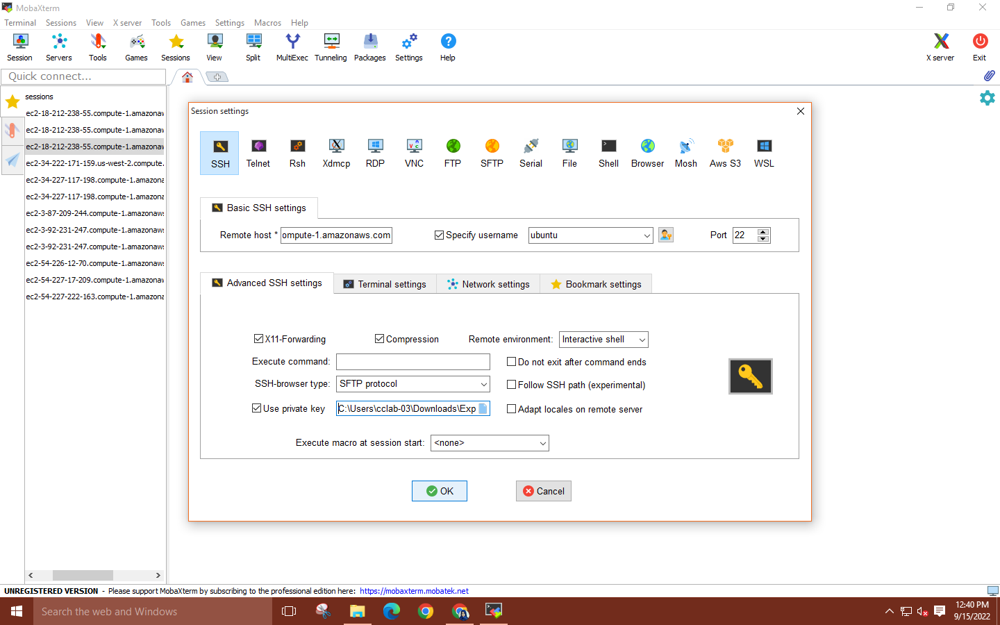 MobaXterm
Terminal Sessions View X server Tools Games Settings Macros Help
Session Servers Tools Games Sessions View Split MultiExec Tunneling Packages Settings Help X server Exit
Quick connect...
sessions
ec2-18-212-238-55.compute-1.amazonaw
ec2-18-212-238-55.compute-1.amazonaw
ec2-18-212-238-55.compute-1.amazonaw
ec2-34-222-171-159.us-west-2.compute.
ec2-34-227-117-198.compute-1.amazona
ec2-34-227-117-198.compute-1.amazona
ec2-3-87-209-244.compute-1.amazonaws
ec2-3-92-231-247.compute-1.amazonaws
ec2-3-92-231-247.compute-1.amazonaws
ec2-54-226-12-70.compute-1.amazonaws
ec2-54-227-17-209.compute-1.amazonaw
ec2-54-227-222-163.compute-1.amazona
Session settings
SSH Telnet Rsh Xdmcp RDP VNC FTP SFTP Serial File Shell Browser Mosh Aws S3 WSL
Basic SSH settings
Remote host * ompute-1.amazonaws.com Specify username ubuntu Port 22
Advanced SSH settings Terminal settings Network settings Bookmark settings
X11-Forwarding Compression Remote environment: Interactive shell
Execute command: Do not exit after command ends
SSH-browser type: SFTP protocol Follow SSH path (experimental)
Use private key C:\Users\cclab-03\Downloads\Exp Adapt locales on remote server
Execute macro at session start: <none>
OK Cancel
UNREGISTERED VERSION - Please support MobaXterm by subscribing to the professional edition here: https://mobaxterm.mobatek.net
Search the web and Windows
12:40 PM
9/15/2022